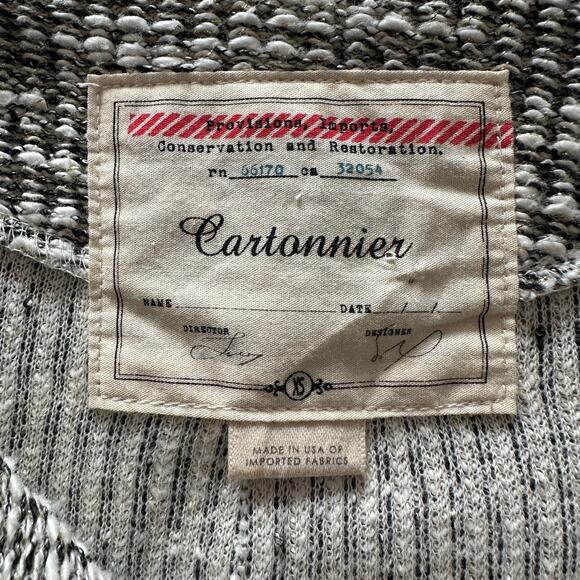 Provisions, Imports,
Conservation and Restoration.
rn 66170 ca 32054
Cartonnier
NAME DATE / /
DIRECTOR DESIGNER
XS
MADE IN USA OF
IMPORTED FABRICS